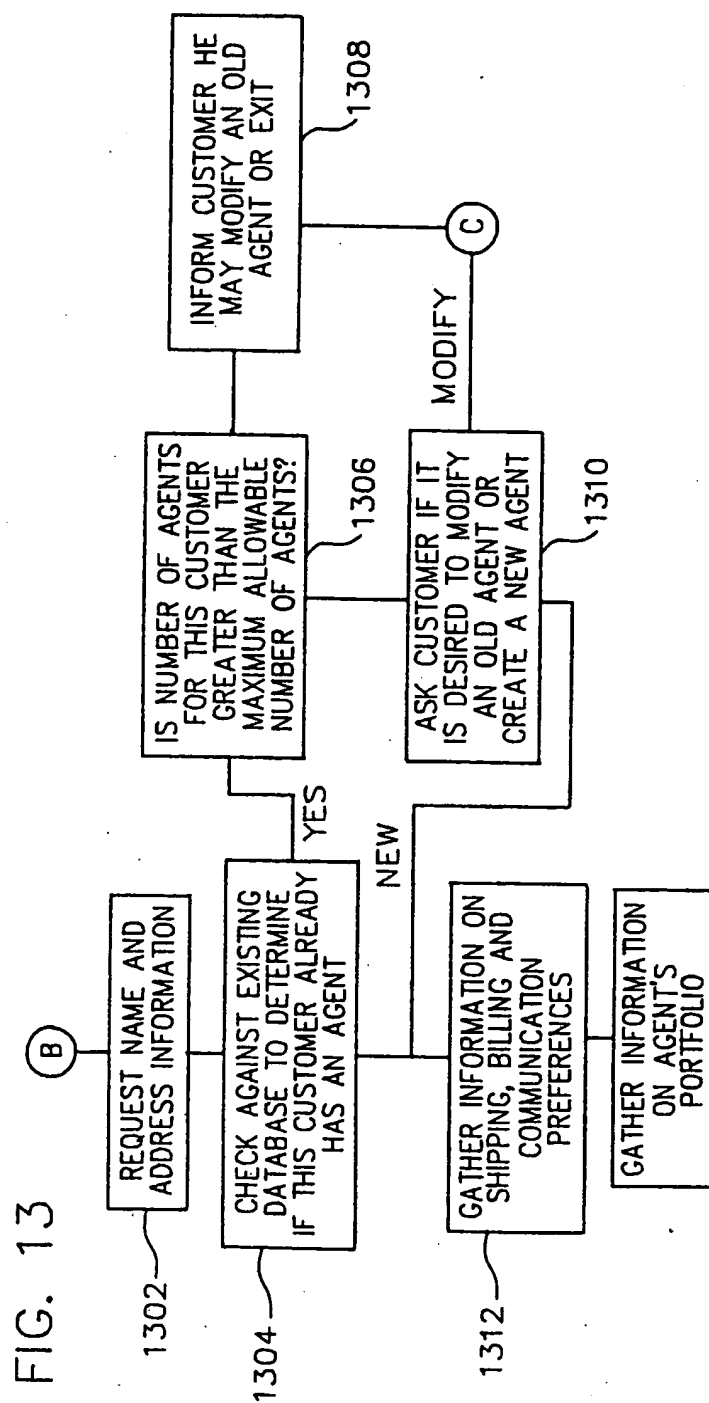 FIG. 13
B
REQUEST NAME AND
ADDRESS INFORMATION
1302
CHECK AGAINST EXISTING
DATABASE TO DETERMINE
IF THIS CUSTOMER ALREADY
HAS AN AGENT
1304
YES
IS NUMBER OF AGENTS
FOR THIS CUSTOMER
GREATER THAN THE
MAXIMUM ALLOWABLE
NUMBER OF AGENTS?
1306
INFORM CUSTOMER HE
MAY MODIFY AN OLD
AGENT OR EXIT
1308
NEW
ASK CUSTOMER IF IT
IS DESIRED TO MODIFY
AN OLD AGENT OR
CREATE A NEW AGENT
1310
MODIFY
C
GATHER INFORMATION ON
SHIPPING, BILLING AND
COMMUNICATION
PREFERENCES
1312
GATHER INFORMATION
ON AGENT'S
PORTFOLIO